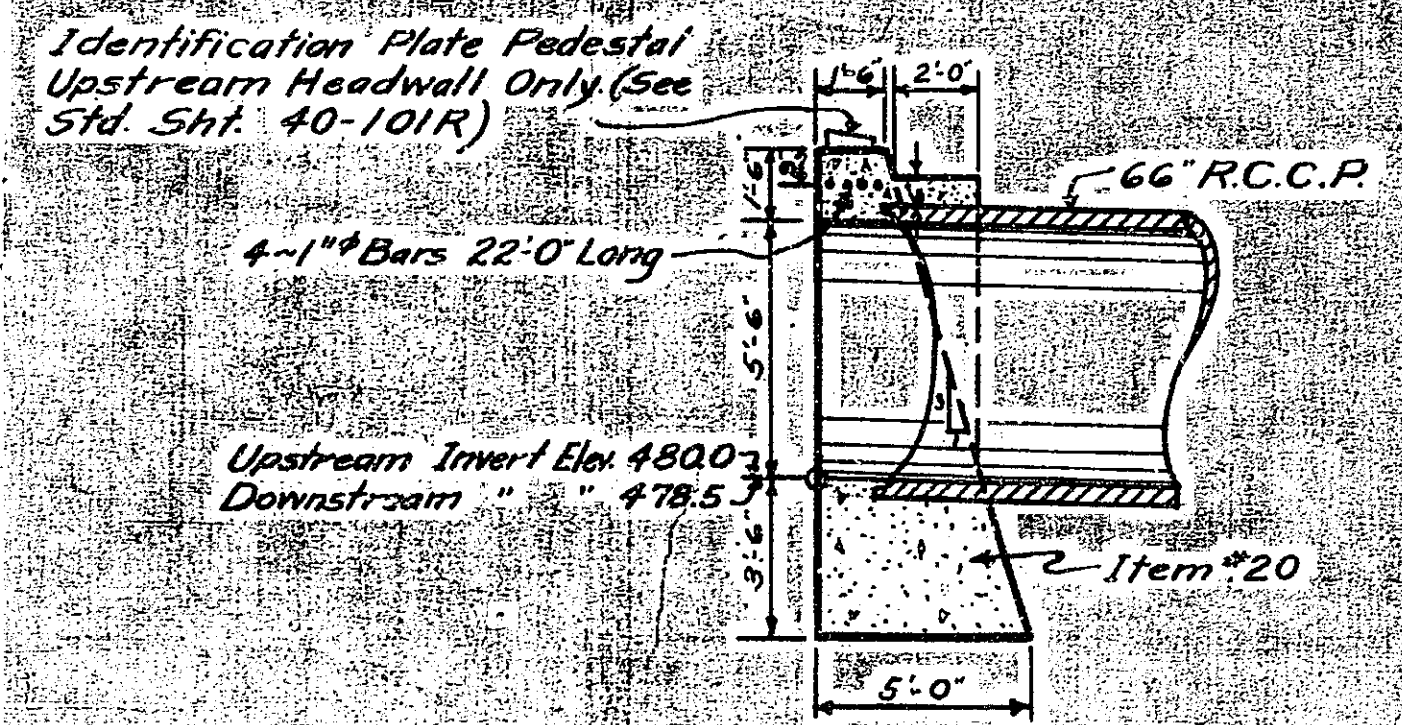 Identification Plate Pedestal
Upstream Headwall Only (See
Std. Sht. 40-101R)
1'-6"
2'-0"
66" R.C.C.P.
1'-6"
4~1"ϕ Bars 22'-0" Long
5'-6"
3
1
Upstream Invert Elev. 480.0
Downstream " " 478.5
3'-6"
Item #20
5'-0"